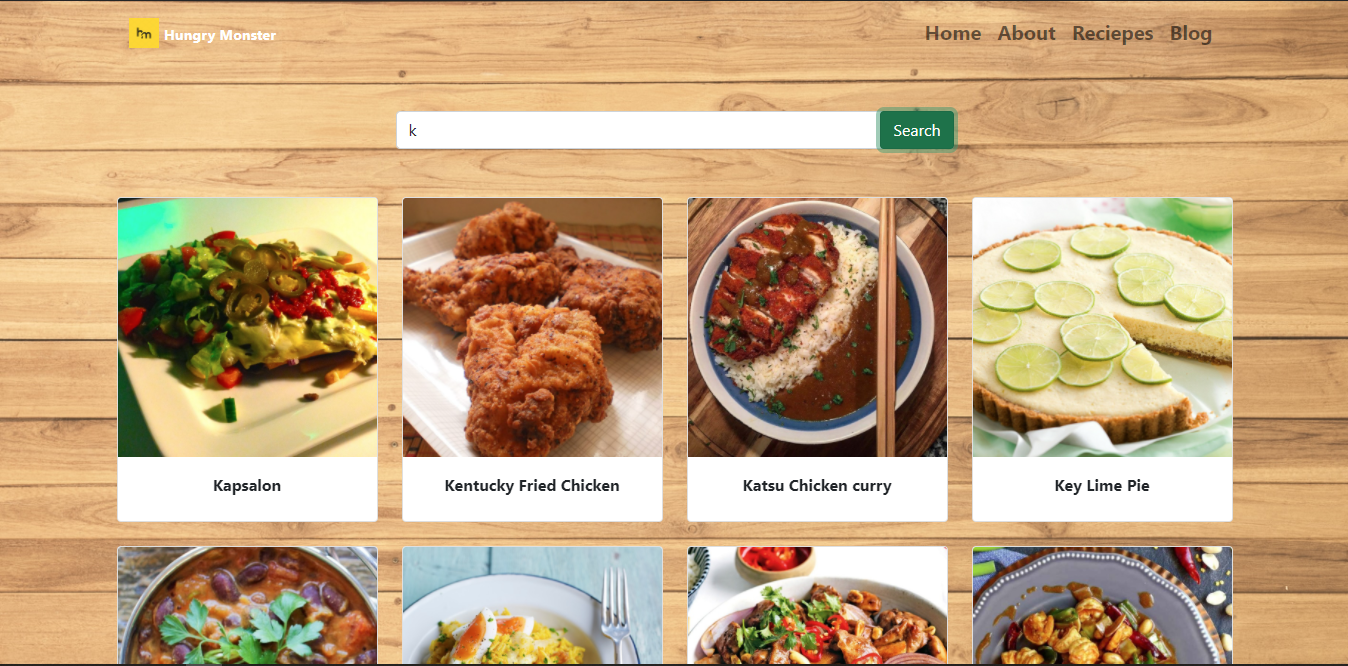 hm Hungry Monster
Home About Reciepes Blog
k Search
Kapsalon
Kentucky Fried Chicken
Katsu Chicken curry
Key Lime Pie